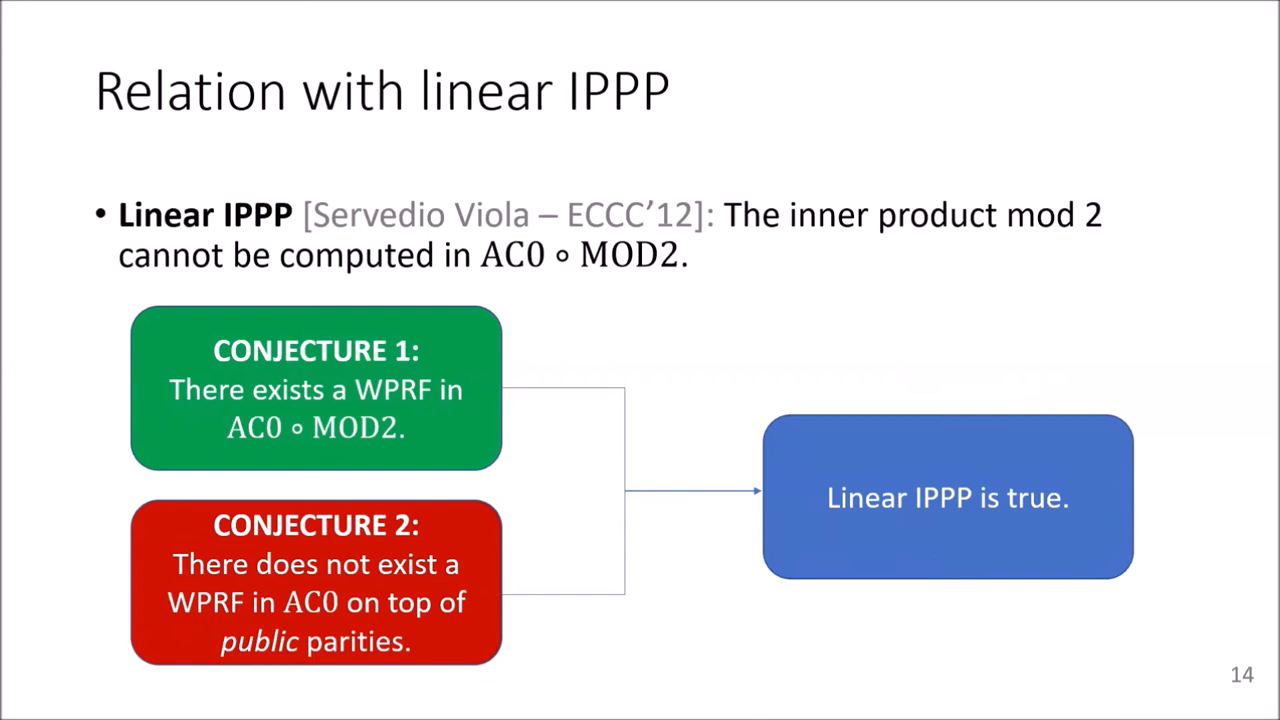 Relation with linear IPPP
• Linear IPPP [Servedio Viola – ECCC’12]: The inner product mod 2
cannot be computed in AC0 ∘ MOD2.
CONJECTURE 1:
There exists a WPRF in
AC0 ∘ MOD2.
CONJECTURE 2:
There does not exist a
WPRF in AC0 on top of
public parities.
Linear IPPP is true.
14